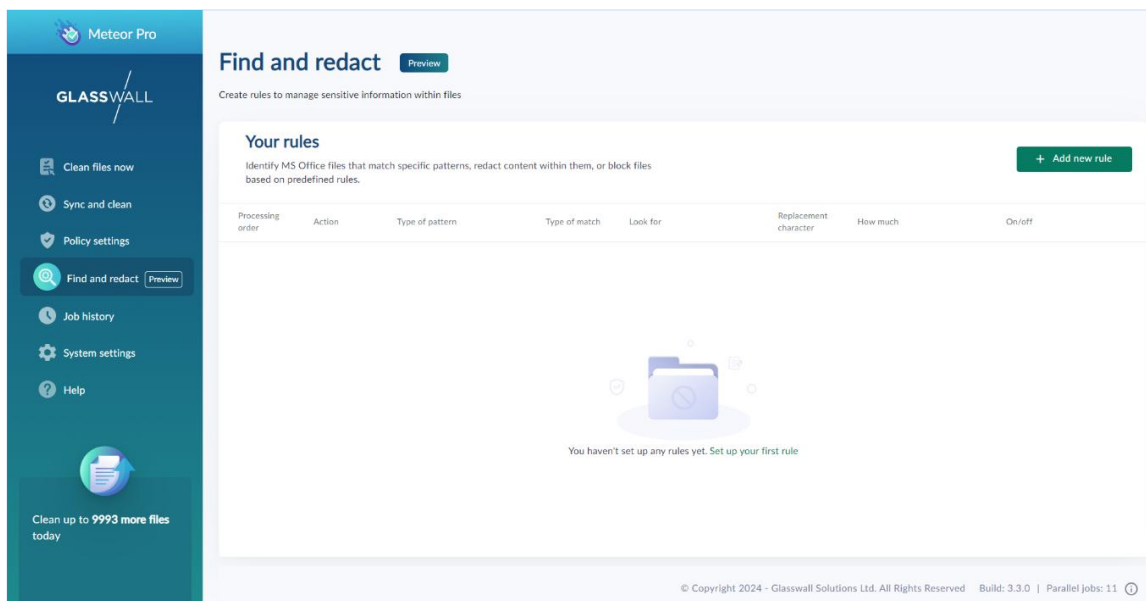 Meteor Pro
GLASSWALL
Clean files now
Sync and clean
Policy settings
Find and redact Preview
Job history
System settings
Help
Clean up to 9993 more files
today
Find and redact Preview
Create rules to manage sensitive information within files
Your rules
Identify MS Office files that match specific patterns, redact content within them, or block files
based on predefined rules.
+ Add new rule
Processing
order
Action
Type of pattern
Type of match
Look for
Replacement
character
How much
On/off
You haven't set up any rules yet. Set up your first rule
© Copyright 2024 - Glasswall Solutions Ltd. All Rights Reserved Build: 3.3.0 | Parallel jobs: 11